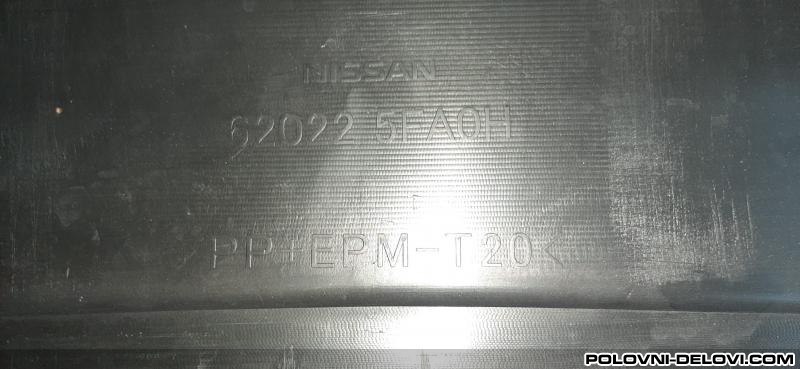 NISSAN
62022 5FA0H
PP+EPM-T20<
POLOVNI-DELOVI.COM